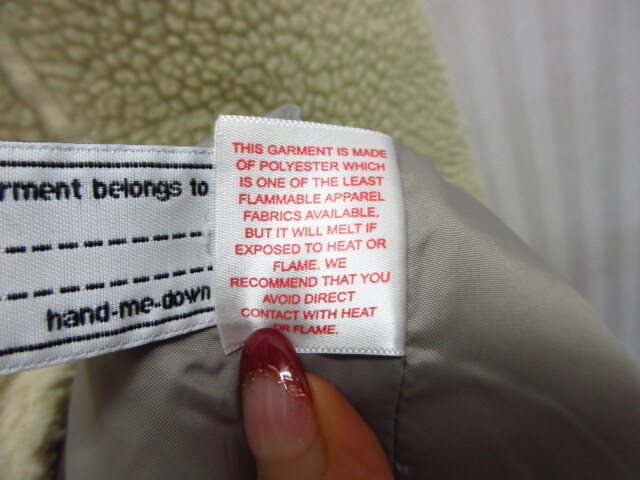 THIS GARMENT IS MADE
OF POLYESTER WHICH
IS ONE OF THE LEAST
FLAMMABLE APPAREL
FABRICS AVAILABLE,
BUT IT WILL MELT IF
EXPOSED TO HEAT OR
FLAME. WE
RECOMMEND THAT YOU
AVOID DIRECT
CONTACT WITH HEAT
OR FLAME.
rment belongs to
hand-me-down